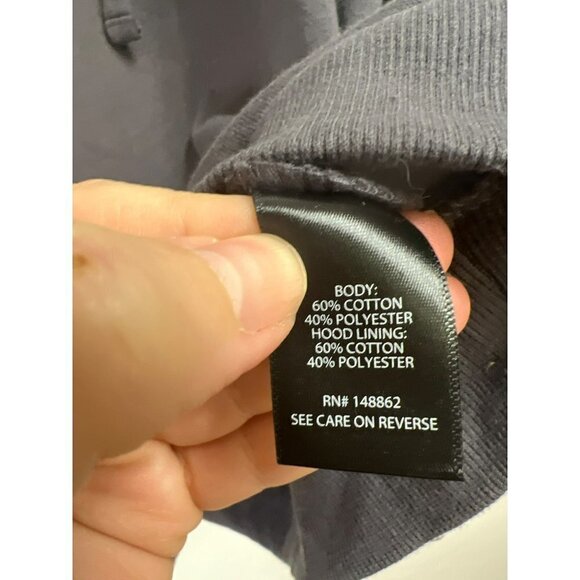 BODY:
60% COTTON
40% POLYESTER
HOOD LINING:
60% COTTON
40% POLYESTER
RN# 148862
SEE CARE ON REVERSE